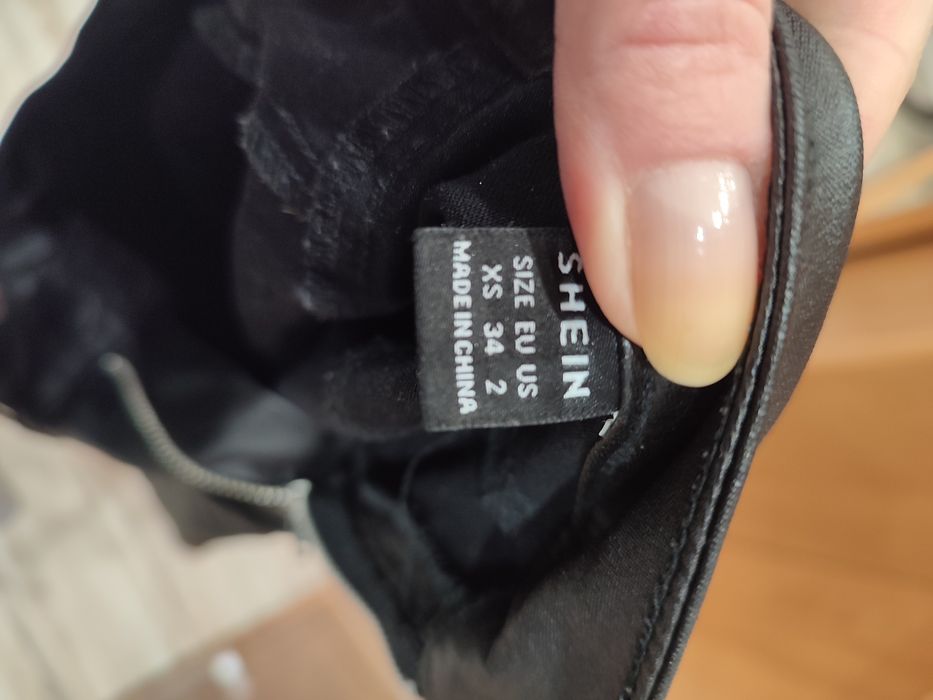 SHEIN
SIZE EU US
XS 34 2
MADE IN CHINA